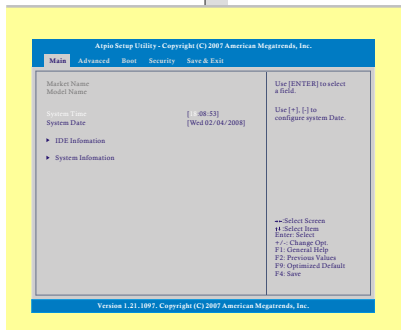 Atpio Setup Utility - Copyright (C) 2007 American Megatrends, Inc.
Main Advanced Boot Security Save & Exit
Market Name
Model Name
System Time [ :08:53]
System Date [Wed 02/04/2008]
IDE Infomation
System Infomation
Use [ENTER] to select
a field.
Use [+], [-] to
configure system Date.
:Select Screen
:Select Item
Enter: Select
+/-: Change Opt.
F1: General Help
F2: Previous Values
F9: Optimized Default
F4: Save
Version 1.21.1097. Copyright (C) 2007 American Megatrends, Inc.